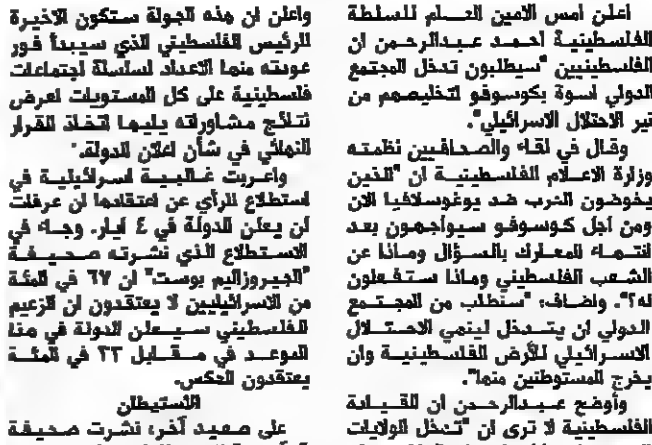 اعلن أمس الامين العام للسلطة
الفلسطينية أحمد عبدالرحمن ان
الفلسطينيين "سيطلبون تدخل المجتمع
الدولي اسوة بكوسوفو لتخليصهم من
نير الاحتلال الاسرائيلي".
وقال في لقاء والصحافيين نظمته
وزارة الاعلام الفلسطينية ان "الذين
يخوضون الحرب ضد يوغوسلافيا الان
ومن أجل كوسوفو سيواجهون بعد
انتهاء المعارك بالسؤال وماذا عن
الشعب الفلسطيني وماذا ستفعلون
له؟". واضاف: "سنطلب من المجتمع
الدولي ان يتدخل لينهي الاحتلال
الاسرائيلي للأرض الفلسطينية وان
يخرج المستوطنين منها".
وأوضح عبدالرحمن ان القيادة
الفلسطينية لا ترى ان "تدخل الولايات
واعلن ان هذه الجولة ستكون الاخيرة
للرئيس الفلسطيني الذي سيبدأ فور
عودته منها الاعداد لسلسلة اجتماعات
فلسطينية على كل المستويات لعرض
نتائج مشاوراته يليها اتخاذ القرار
النهائي في شأن اعلان الدولة.
واعربت غالبية اسرائيلية في
استطلاع للرأي عن اعتقادها ان عرفات
لن يعلن الدولة في ٤ ايار. وجاء في
الاستطلاع الذي نشرته صحيفة
"الجيروزاليم بوست" ان ٦٧ في المئة
من الاسرائيليين لا يعتقدون ان الزعيم
الفلسطيني سيعلن الدولة في هذا
الموعد في مقابل ٢٢ في المئة
يعتقدون العكس.
الاستيطان
على صعيد آخر، نشرت صحيفة